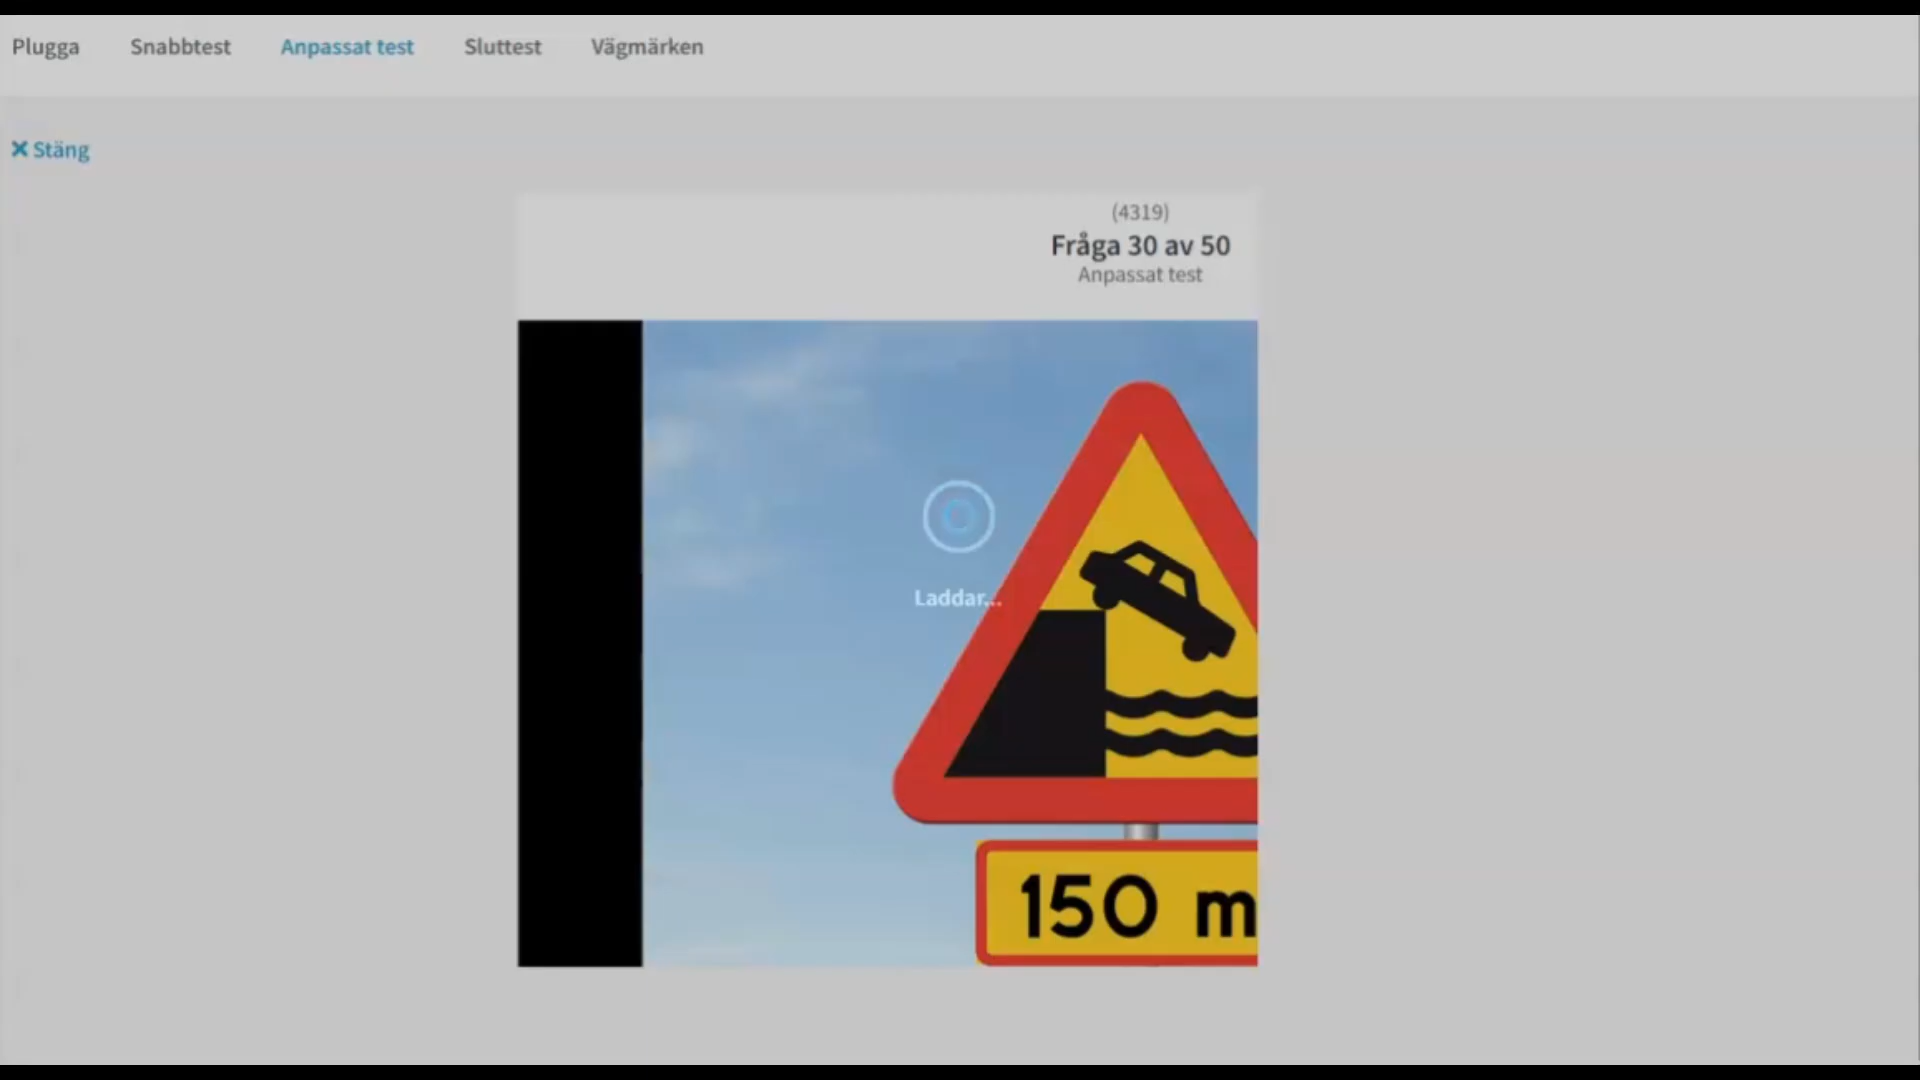 Plugga Snabbtest Anpassat test Sluttest Vägmärken
Stäng
(4319)
Fråga 30 av 50
Anpassat test
Laddar...
150 m